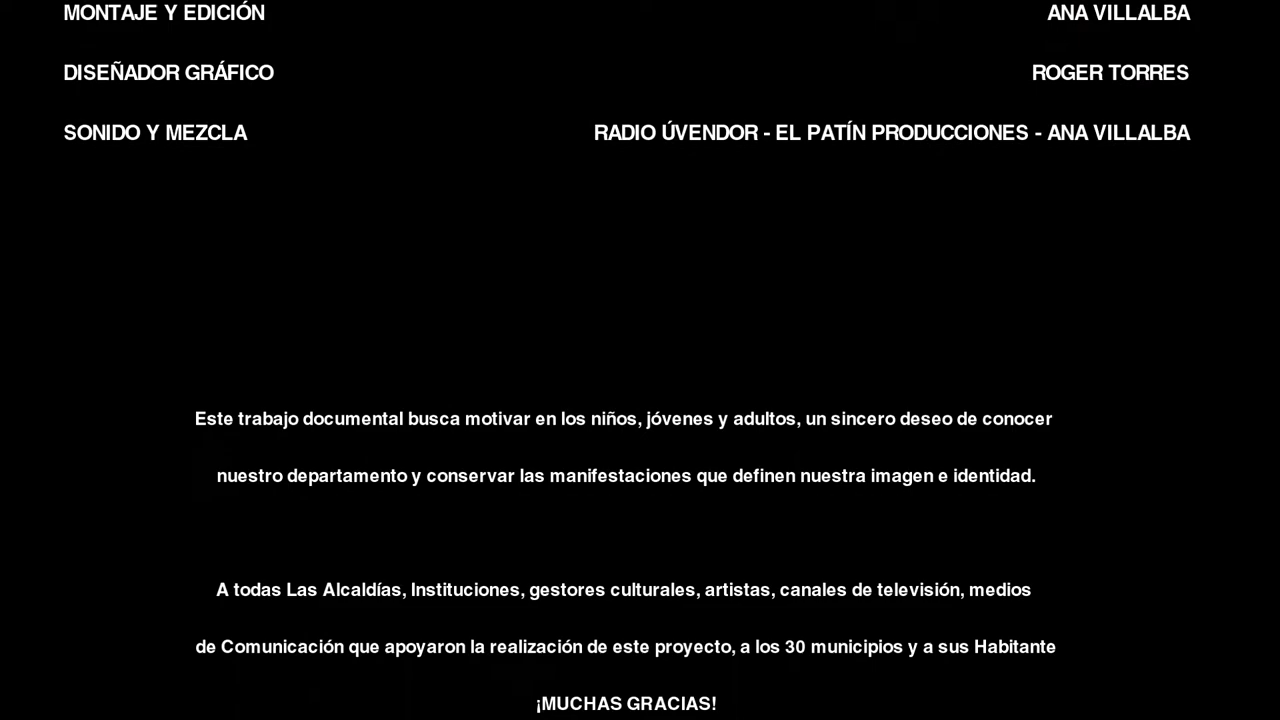 MONTAJE Y EDICIÓN ANA VILLALBA
DISEÑADOR GRÁFICO ROGER TORRES
SONIDO Y MEZCLA RADIO ÚVENDOR - EL PATÍN PRODUCCIONES - ANA VILLALBA
Este trabajo documental busca motivar en los niños, jóvenes y adultos, un sincero deseo de conocer
nuestro departamento y conservar las manifestaciones que definen nuestra imagen e identidad.
A todas Las Alcaldías, Instituciones, gestores culturales, artistas, canales de televisión, medios
de Comunicación que apoyaron la realización de este proyecto, a los 30 municipios y a sus Habitante
¡MUCHAS GRACIAS!